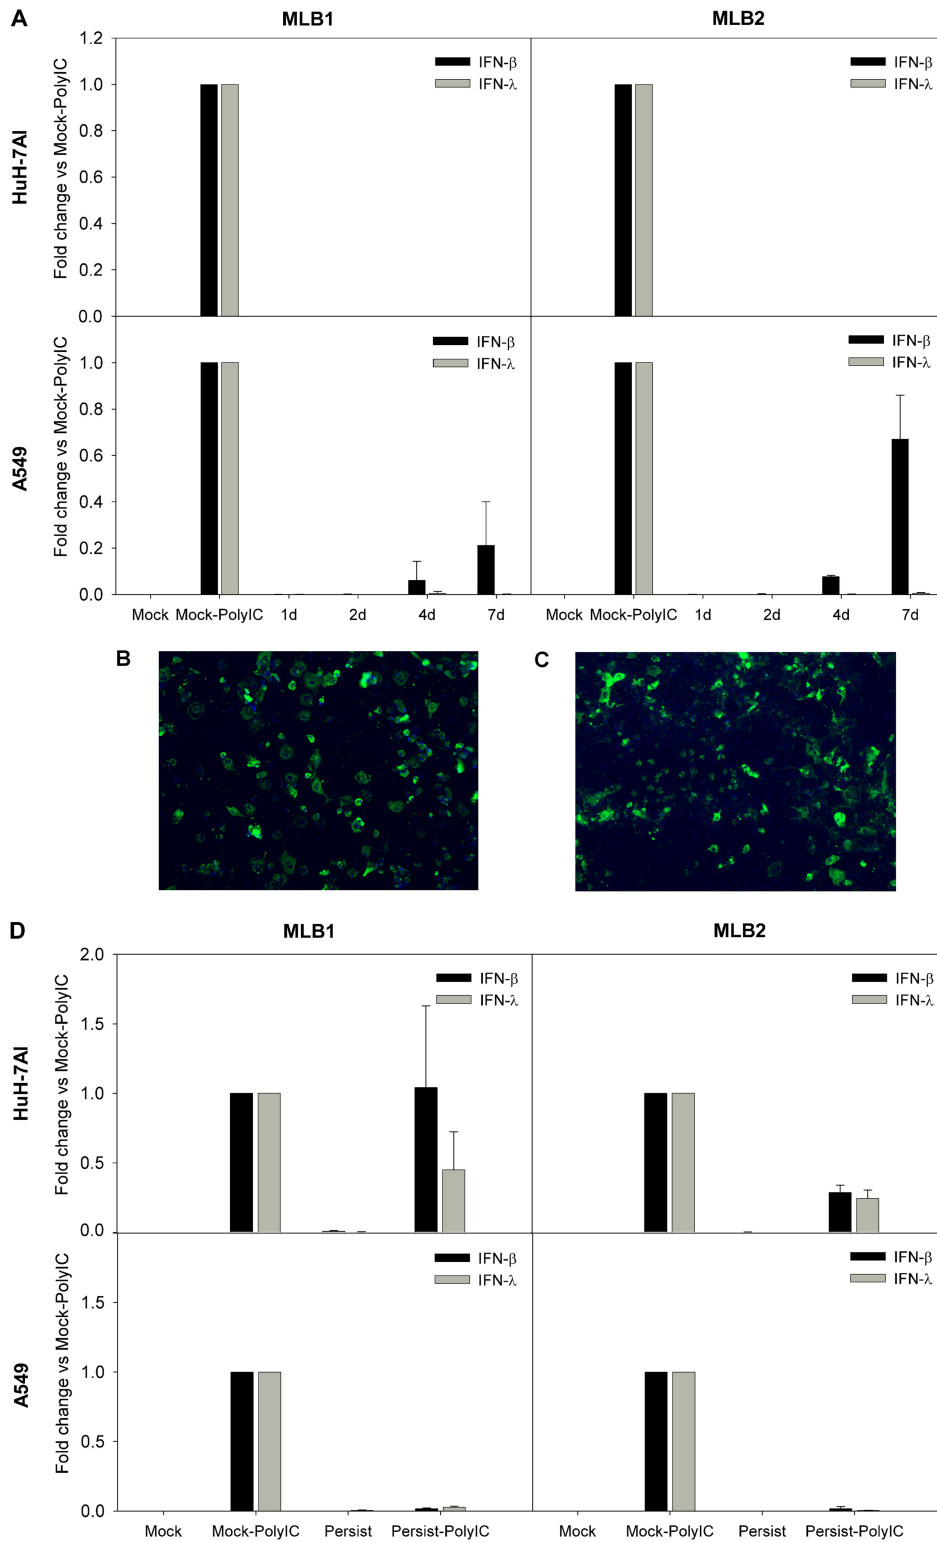 A
MLB1
MLB2
HuH-7AI
Fold change vs Mock-PolyIC
1.2
1.0
0.8
0.6
0.4
0.2
0.0
IFN-β
IFN-λ
IFN-β
IFN-λ
A549
Fold change vs Mock-PolyIC
1.0
0.8
0.6
0.4
0.2
0.0
IFN-β
IFN-λ
IFN-β
IFN-λ
Mock Mock-PolyIC 1d 2d 4d 7d Mock Mock-PolyIC 1d 2d 4d 7d
B
C
D
MLB1
MLB2
HuH-7AI
Fold change vs Mock-PolyIC
2.0
1.5
1.0
0.5
0.0
IFN-β
IFN-λ
IFN-β
IFN-λ
A549
Fold change vs Mock-PolyIC
1.5
1.0
0.5
0.0
IFN-β
IFN-λ
IFN-β
IFN-λ
Mock Mock-PolyIC Persist Persist-PolyIC Mock Mock-PolyIC Persist Persist-PolyIC